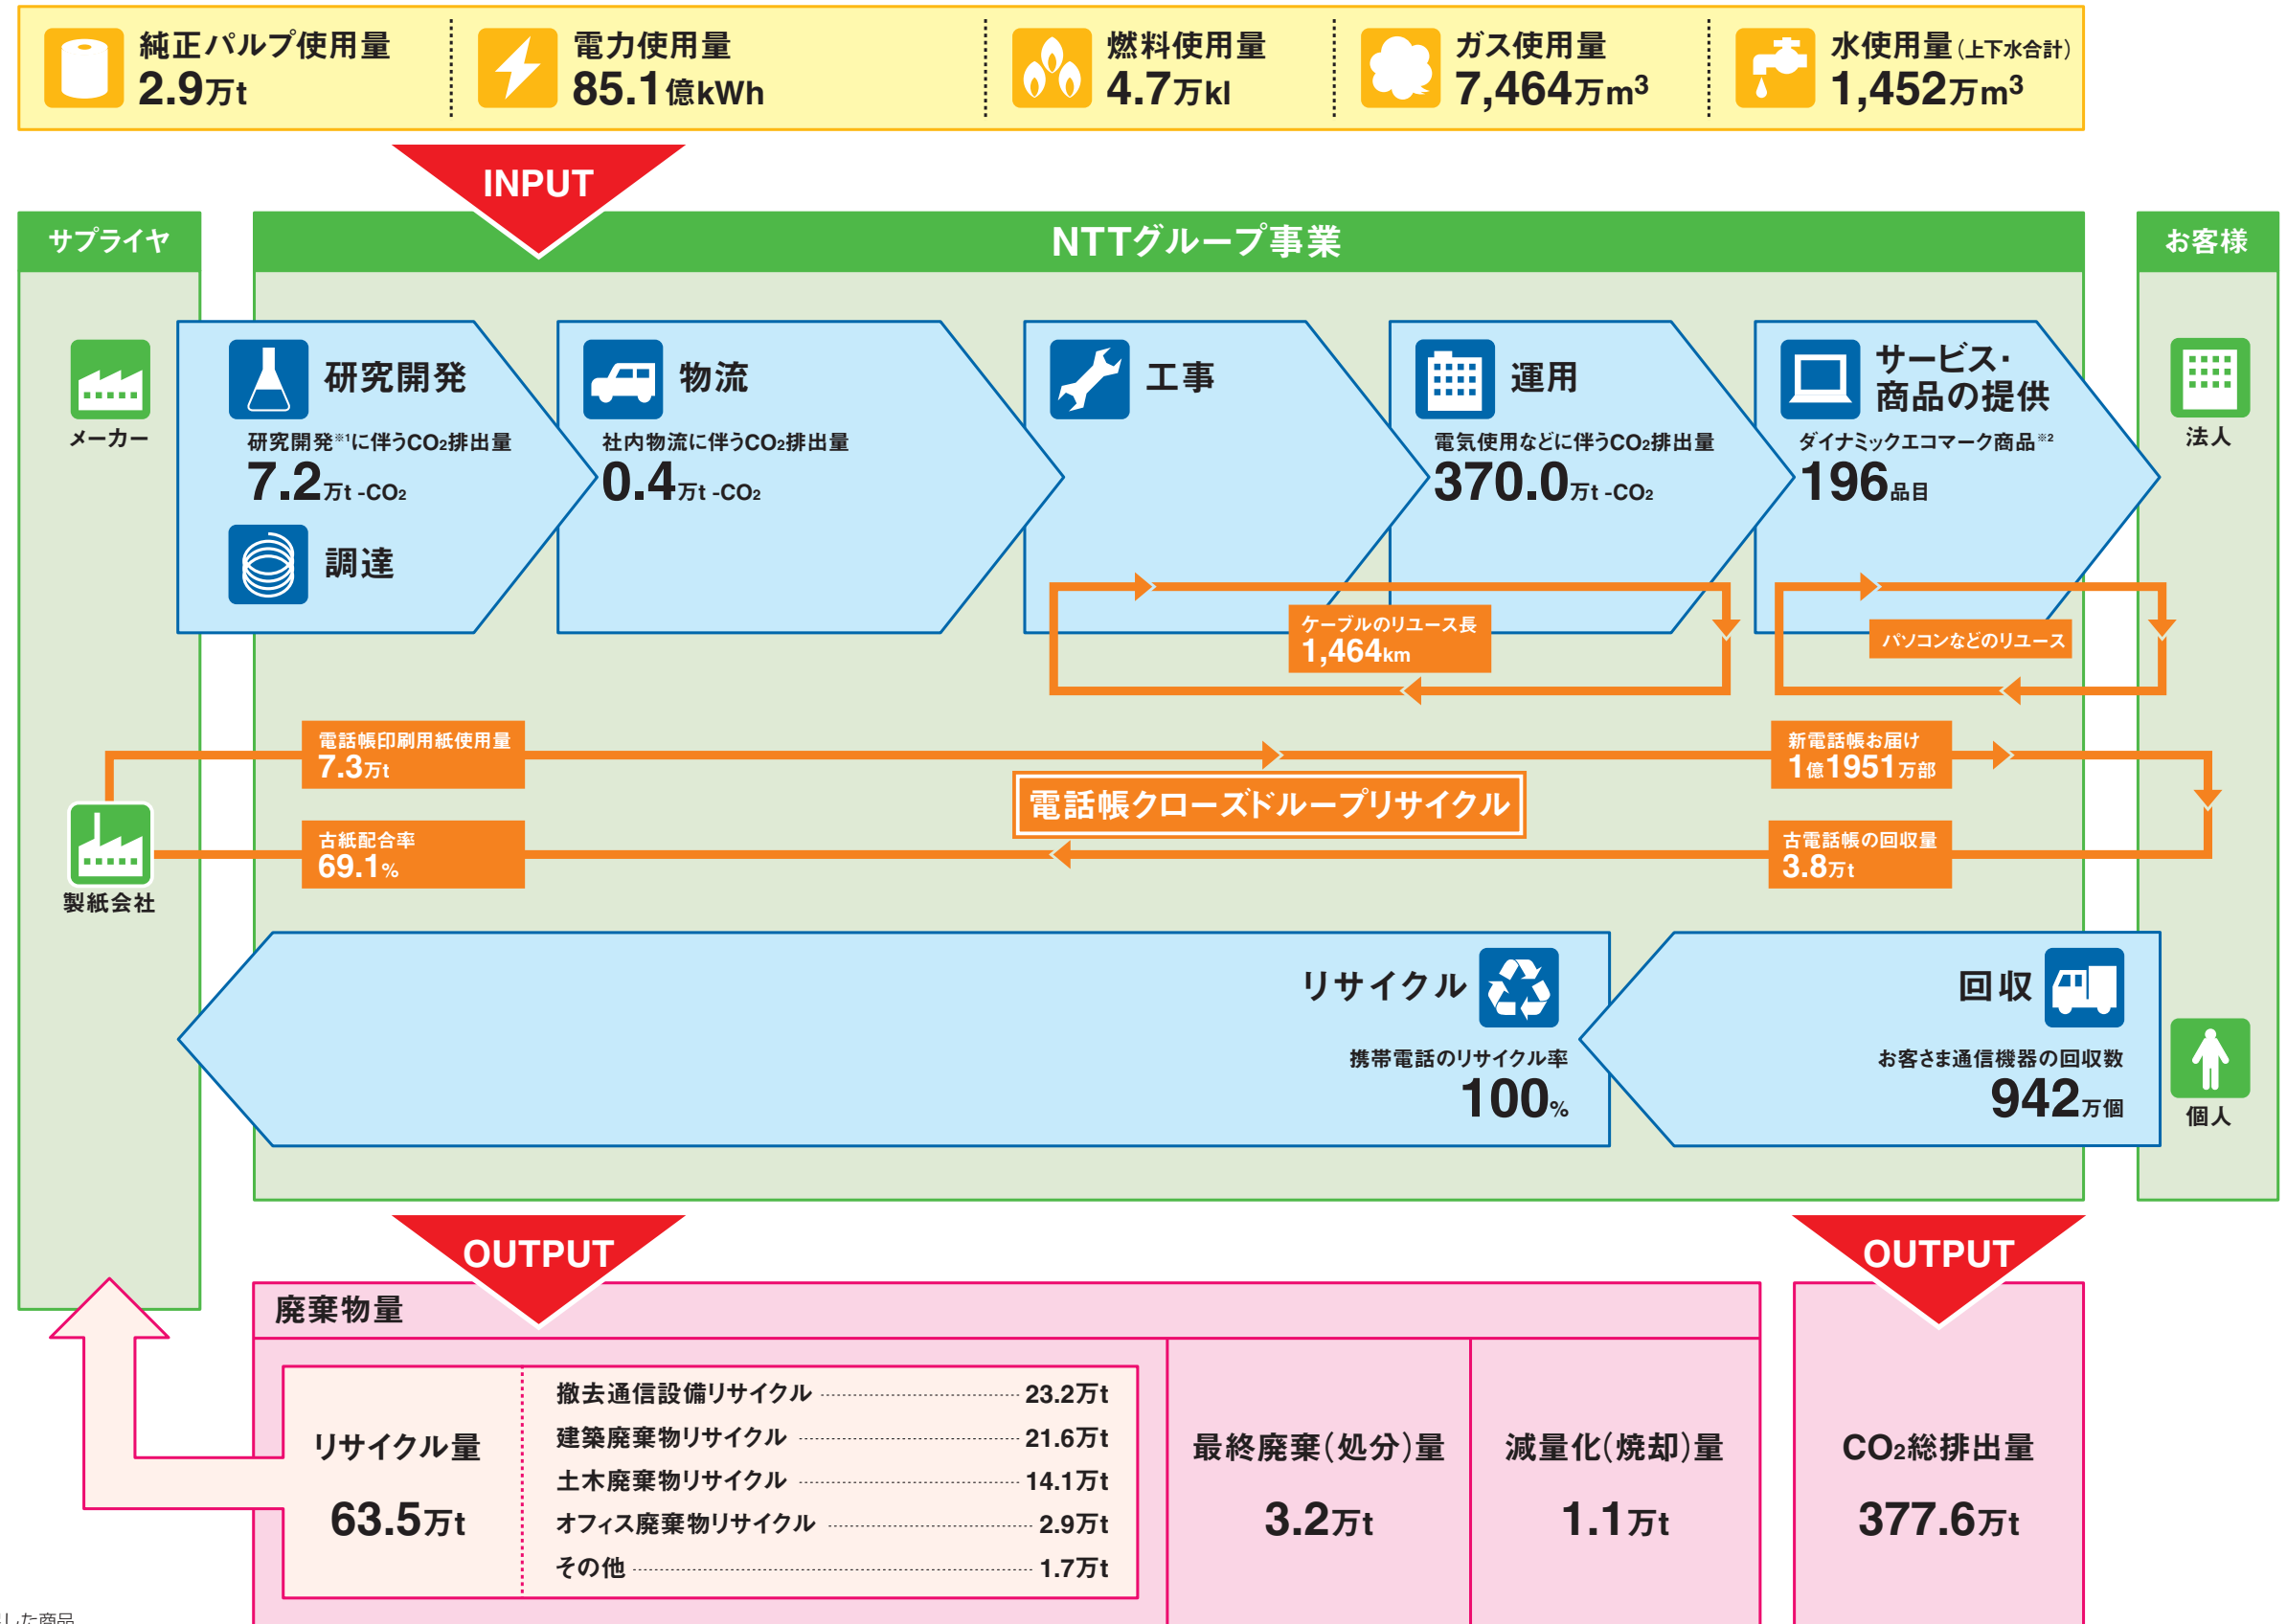 純正パルプ使用量
2.9万t
電力使用量
85.1億kWh
燃料使用量
4.7万kl
ガス使用量
7,464万m³
水使用量(上下水合計)
1,452万m³
INPUT
サプライヤ
NTTグループ事業
お客様
メーカー
研究開発
研究開発※1に伴うCO₂排出量
7.2万t -CO₂
調達
物流
社内物流に伴うCO₂排出量
0.4万t -CO₂
工事
運用
電気使用などに伴うCO₂排出量
370.0万t -CO₂
サービス・
商品の提供
ダイナミックエコマーク商品※2
196品目
法人
ケーブルのリユース長
1,464km
パソコンなどのリユース
電話帳印刷用紙使用量
7.3万t
新電話帳お届け
1億1951万部
電話帳クローズドループリサイクル
古紙配合率
69.1%
古電話帳の回収量
3.8万t
製紙会社
リサイクル
携帯電話のリサイクル率
100%
回収
お客さま通信機器の回収数
942万個
個人
OUTPUT
OUTPUT
廃棄物量
リサイクル量
63.5万t
撤去通信設備リサイクル 23.2万t
建築廃棄物リサイクル 21.6万t
土木廃棄物リサイクル 14.1万t
オフィス廃棄物リサイクル 2.9万t
その他 1.7万t
最終廃棄(処分)量
3.2万t
減量化(焼却)量
1.1万t
CO₂総排出量
377.6万t
した商品